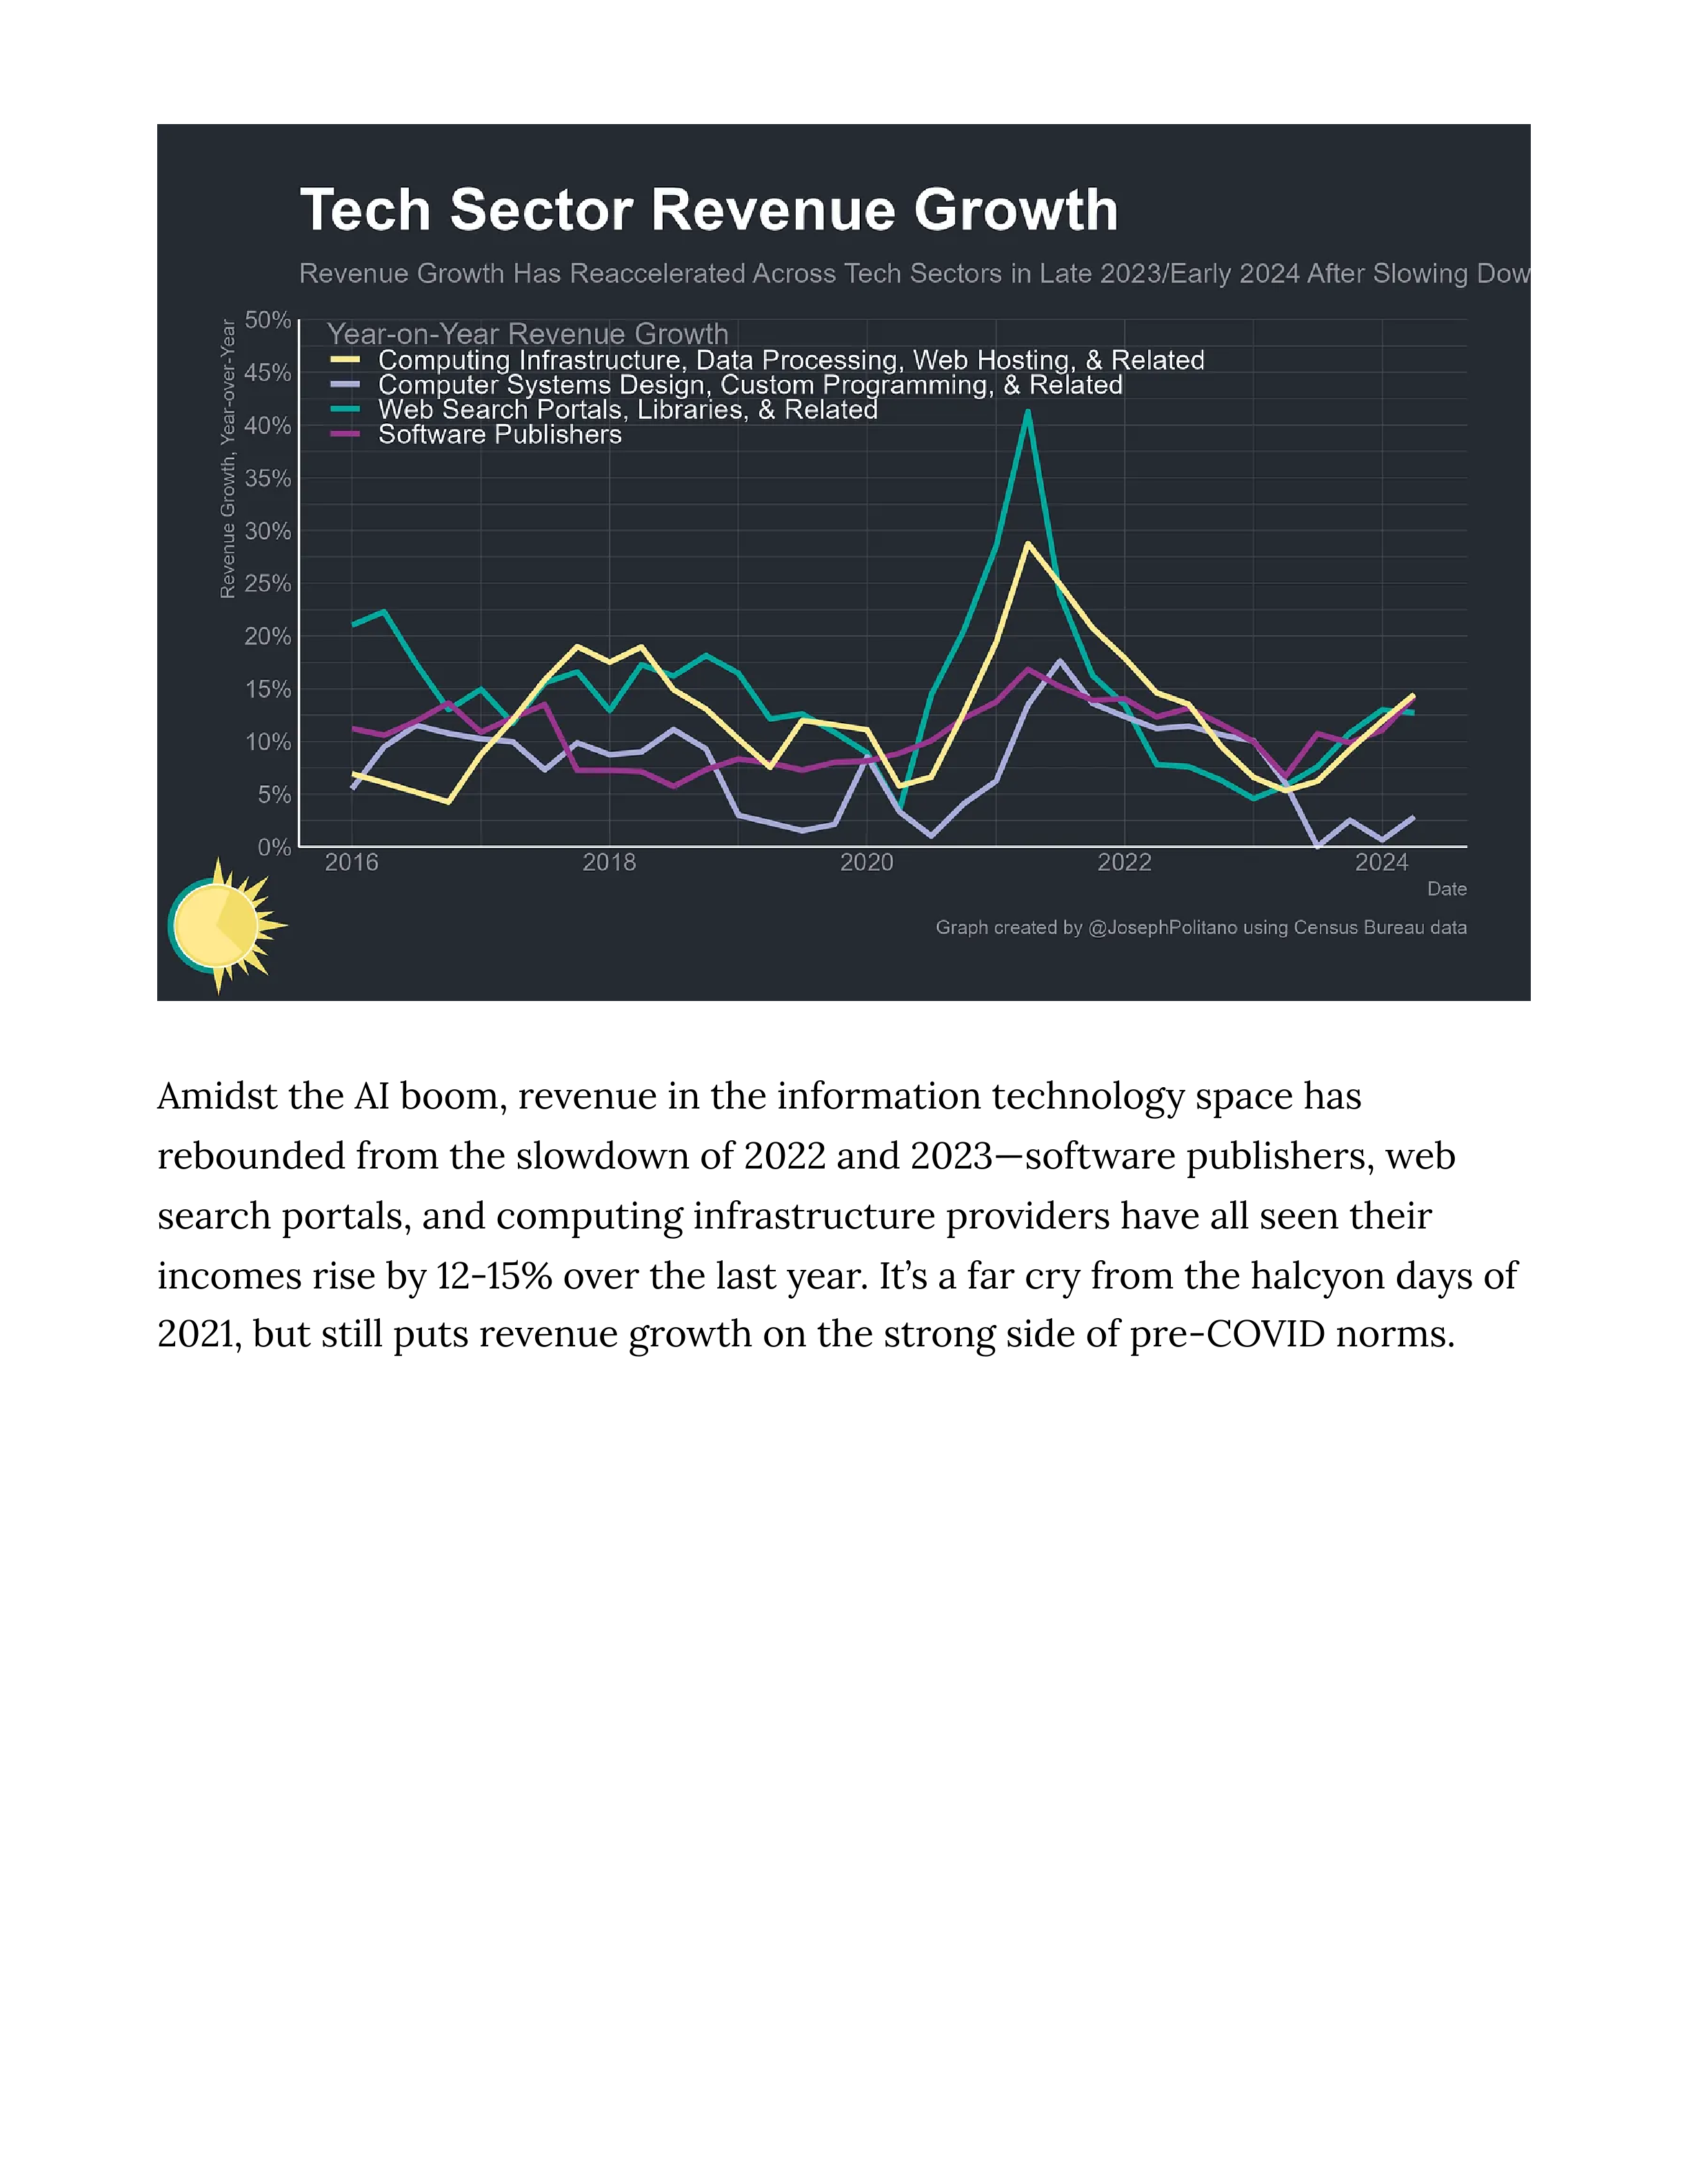 Tech Sector Revenue Growth
Revenue Growth Has Reaccelerated Across Tech Sectors in Late 2023/Early 2024 After Slowing Dow
Revenue Growth, Year-over-Year
50%
45%
40%
35%
30%
25%
20%
15%
10%
5%
0%
Year-on-Year Revenue Growth
Computing Infrastructure, Data Processing, Web Hosting, & Related
Computer Systems Design, Custom Programming, & Related
Web Search Portals, Libraries, & Related
Software Publishers
2016 2018 2020 2022 2024
Date
Graph created by @JosephPolitano using Census Bureau data
Amidst the AI boom, revenue in the information technology space has
rebounded from the slowdown of 2022 and 2023—software publishers, web
search portals, and computing infrastructure providers have all seen their
incomes rise by 12-15% over the last year. It’s a far cry from the halcyon days of
2021, but still puts revenue growth on the strong side of pre-COVID norms.